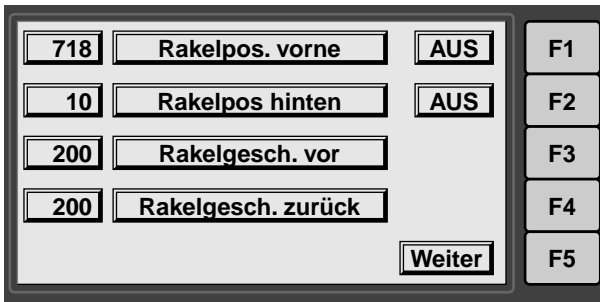 718 Rakelpos. vorne AUS F1
10 Rakelpos hinten AUS F2
200 Rakelgesch. vor F3
200 Rakelgesch. zurück F4
Weiter F5